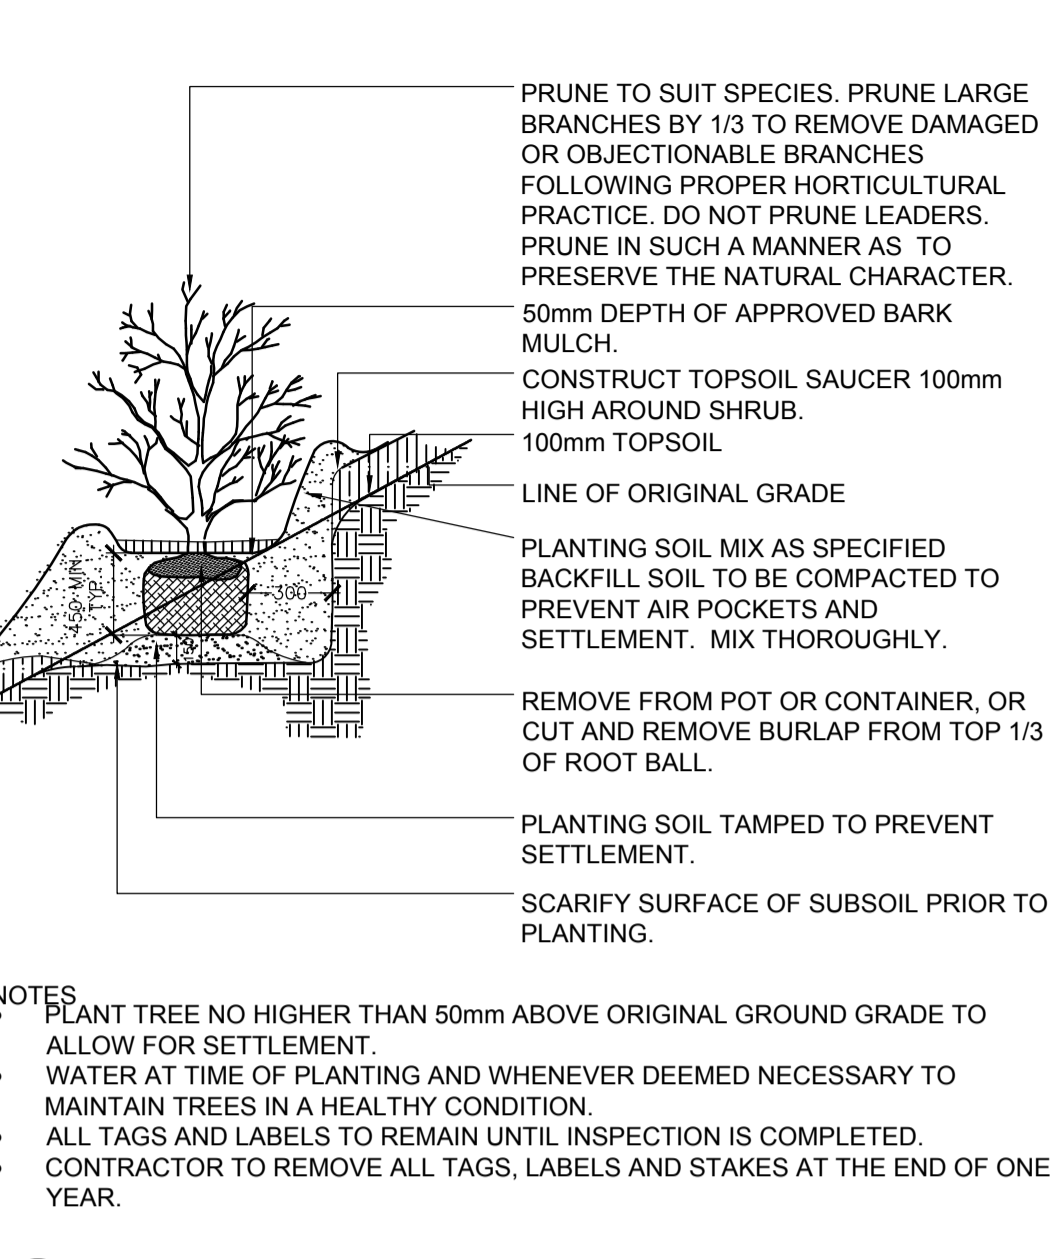 PRUNE TO SUIT SPECIES. PRUNE LARGE
BRANCHES BY 1/3 TO REMOVE DAMAGED
OR OBJECTIONABLE BRANCHES
FOLLOWING PROPER HORTICULTURAL
PRACTICE. DO NOT PRUNE LEADERS.
PRUNE IN SUCH A MANNER AS TO
PRESERVE THE NATURAL CHARACTER.
50mm DEPTH OF APPROVED BARK
MULCH.
CONSTRUCT TOPSOIL SAUCER 100mm
HIGH AROUND SHRUB.
100mm TOPSOIL
LINE OF ORIGINAL GRADE
PLANTING SOIL MIX AS SPECIFIED
BACKFILL SOIL TO BE COMPACTED TO
PREVENT AIR POCKETS AND
SETTLEMENT. MIX THOROUGHLY.
450 MIN.
TYP.
300
REMOVE FROM POT OR CONTAINER, OR
CUT AND REMOVE BURLAP FROM TOP 1/3
OF ROOT BALL.
PLANTING SOIL TAMPED TO PREVENT
SETTLEMENT.
SCARIFY SURFACE OF SUBSOIL PRIOR TO
PLANTING.
NOTES
• PLANT TREE NO HIGHER THAN 50mm ABOVE ORIGINAL GROUND GRADE TO
ALLOW FOR SETTLEMENT.
• WATER AT TIME OF PLANTING AND WHENEVER DEEMED NECESSARY TO
MAINTAIN TREES IN A HEALTHY CONDITION.
• ALL TAGS AND LABELS TO REMAIN UNTIL INSPECTION IS COMPLETED.
• CONTRACTOR TO REMOVE ALL TAGS, LABELS AND STAKES AT THE END OF ONE
YEAR.